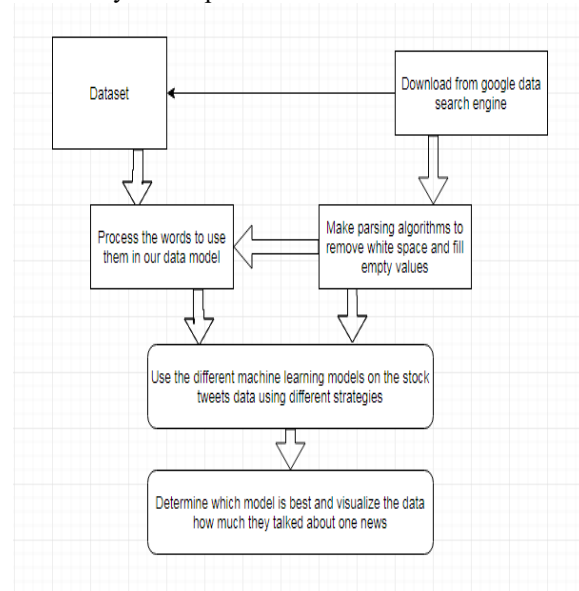 Dataset
Download from google data
search engine
Process the words to use
them in our data model
Make parsing algorithms to
remove white space and fill
empty values
Use the different machine learning models on the stock
tweets data using different strategies
Determine which model is best and visualize the data
how much they talked about one news